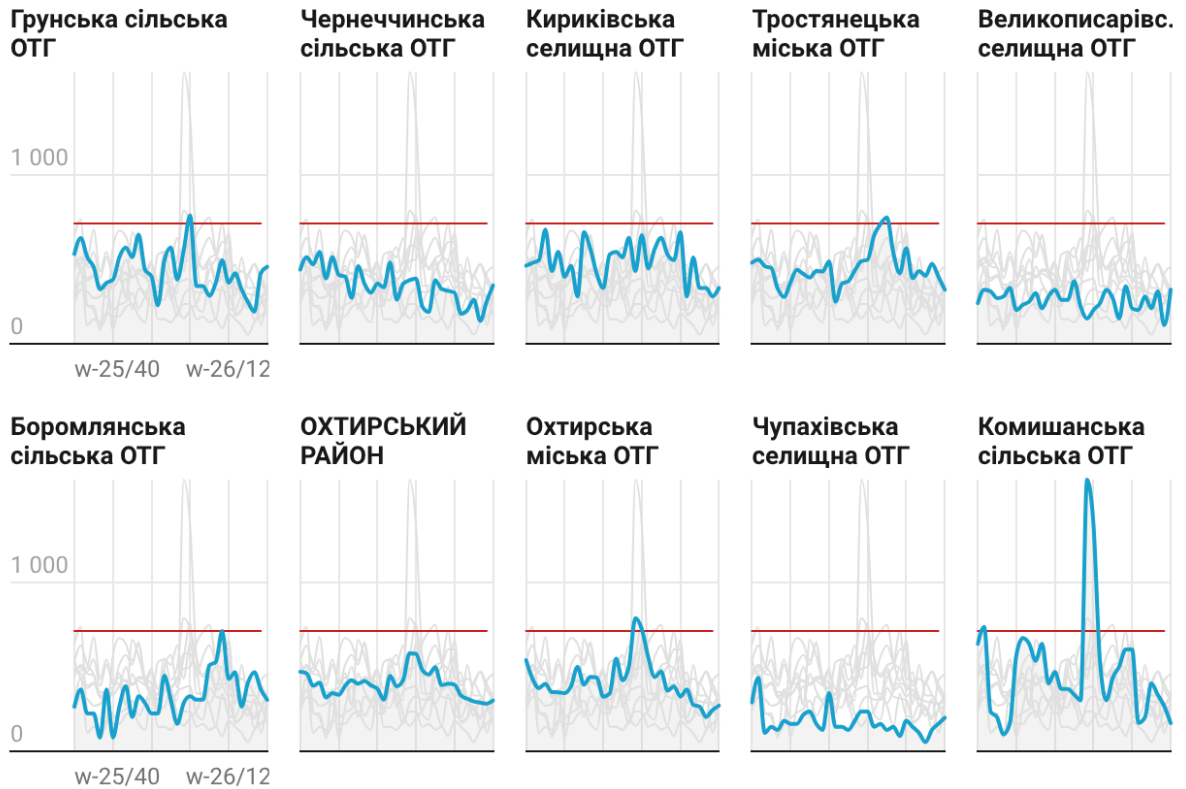 Грунська сільська
ОТГ
Чернеччинська
сільська ОТГ
Кириківська
селищна ОТГ
Тростянецька
міська ОТГ
Великописарівс.
селищна ОТГ
1 000
0
w-25/40 w-26/12
Боромлянська
сільська ОТГ
ОХТИРСЬКИЙ
РАЙОН
Охтирська
міська ОТГ
Чупахівська
селищна ОТГ
Комишанська
сільська ОТГ
1 000
0
w-25/40 w-26/12